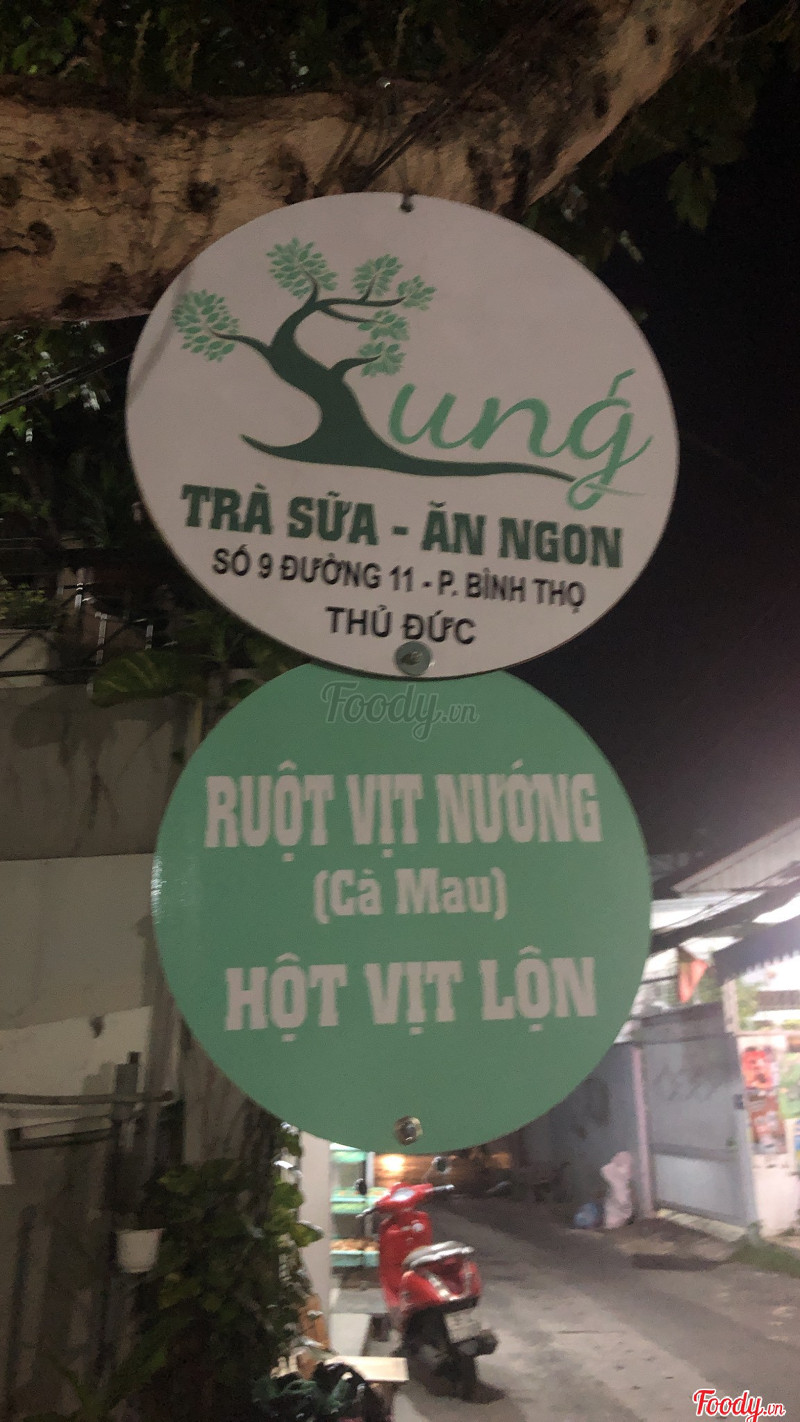 Sung
TRÀ SỮA - ĂN NGON
SỐ 9 ĐƯỜNG 11 - P. BÌNH THỌ
THỦ ĐỨC
Foody.vn
RUỘT VỊT NƯỚNG
(Cà Mau)
HỘT VỊT LỘN
Foody.vn